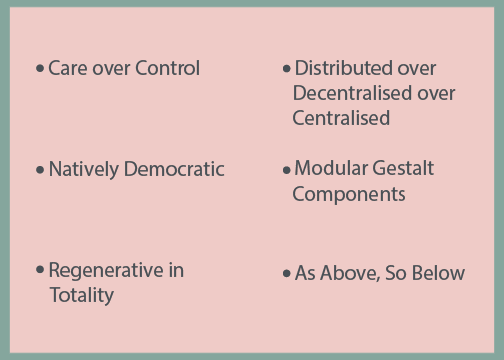 • Care over Control
• Natively Democratic
• Regenerative in
Totality
• Distributed over
Decentralised over
Centralised
• Modular Gestalt
Components
• As Above, So Below